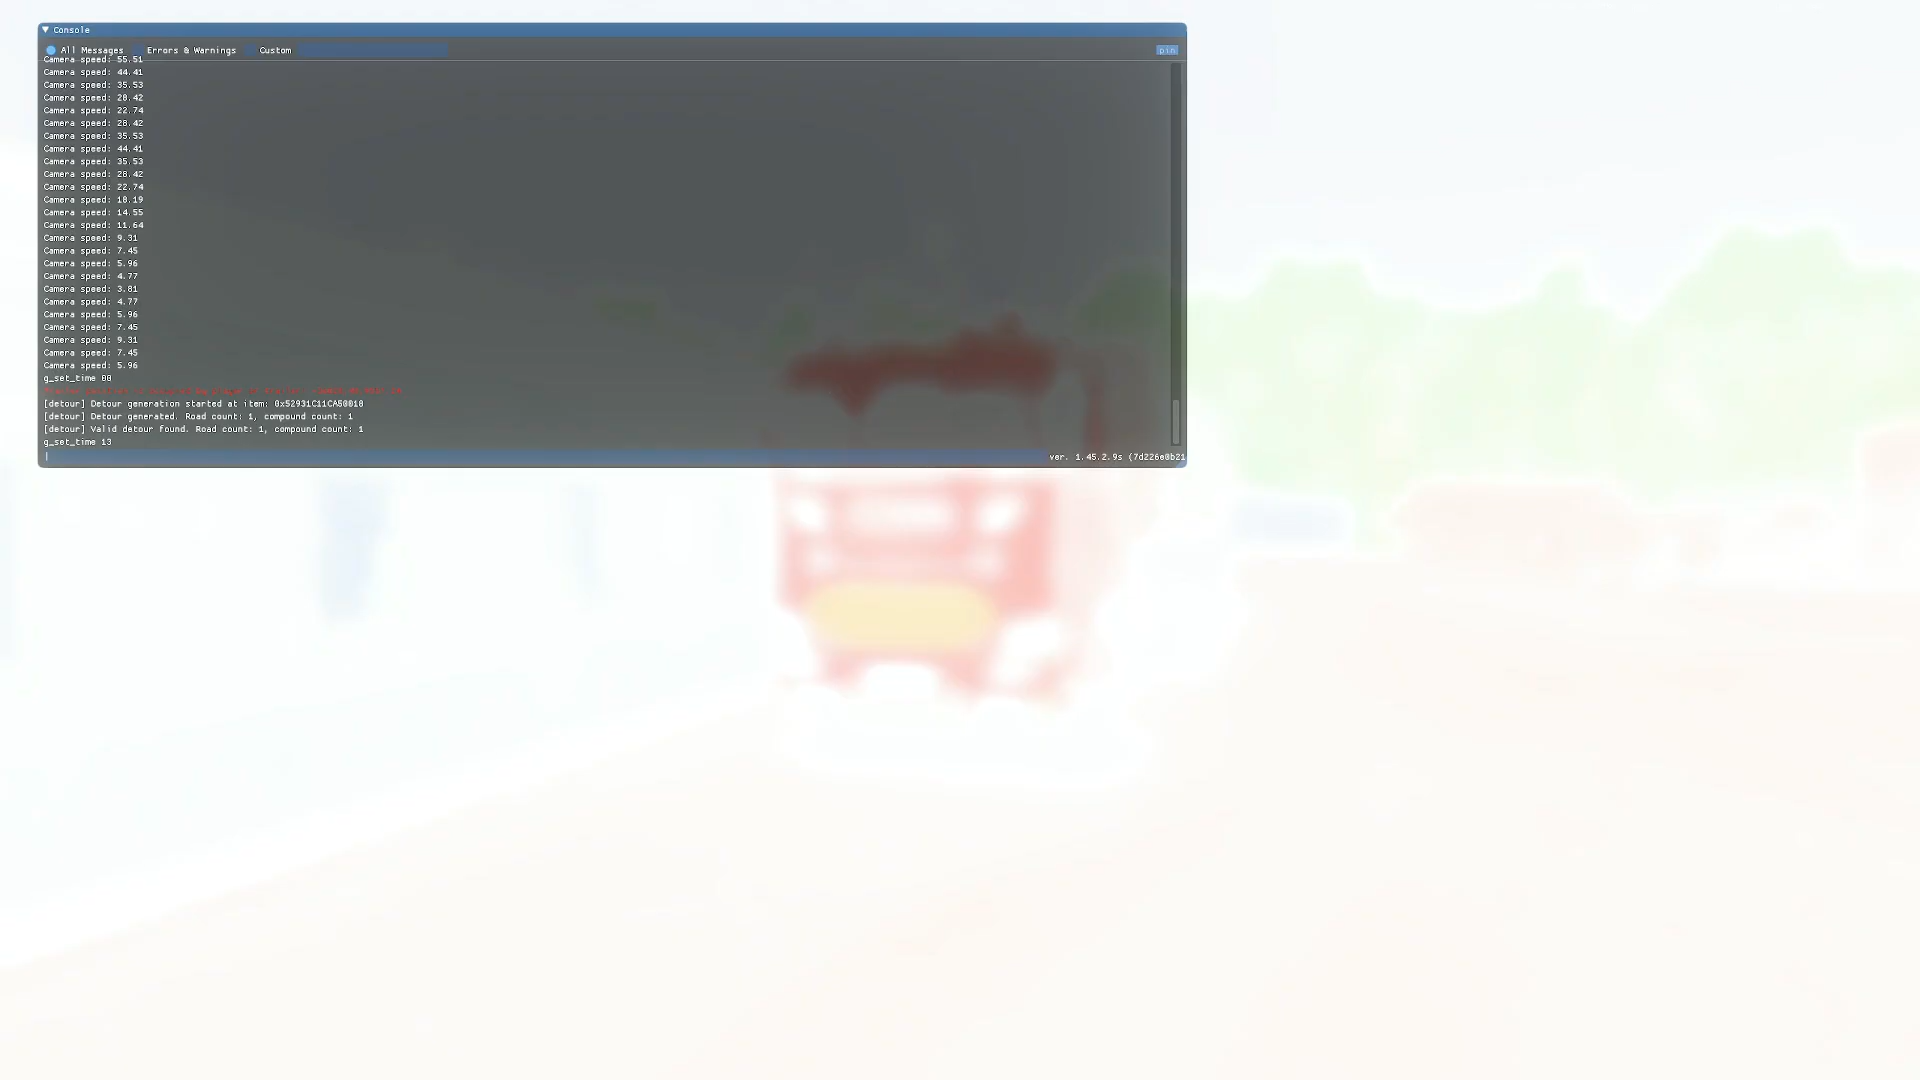 Console
All Messages Errors & Warnings Custom pin
Camera speed: 55.51
Camera speed: 44.41
Camera speed: 35.53
Camera speed: 28.42
Camera speed: 22.74
Camera speed: 28.42
Camera speed: 35.53
Camera speed: 44.41
Camera speed: 35.53
Camera speed: 28.42
Camera speed: 22.74
Camera speed: 18.19
Camera speed: 14.55
Camera speed: 11.64
Camera speed: 9.31
Camera speed: 7.45
Camera speed: 5.96
Camera speed: 4.77
Camera speed: 3.81
Camera speed: 4.77
Camera speed: 5.96
Camera speed: 7.45
Camera speed: 9.31
Camera speed: 7.45
Camera speed: 5.96
g_set_time 00
[detour] Detour generation started at item: 0x52931C11CA50010
[detour] Detour generated. Road count: 1, compound count: 1
[detour] Valid detour found. Road count: 1, compound count: 1
g_set_time 13
ver. 1.45.2.9s (7d226e0b21